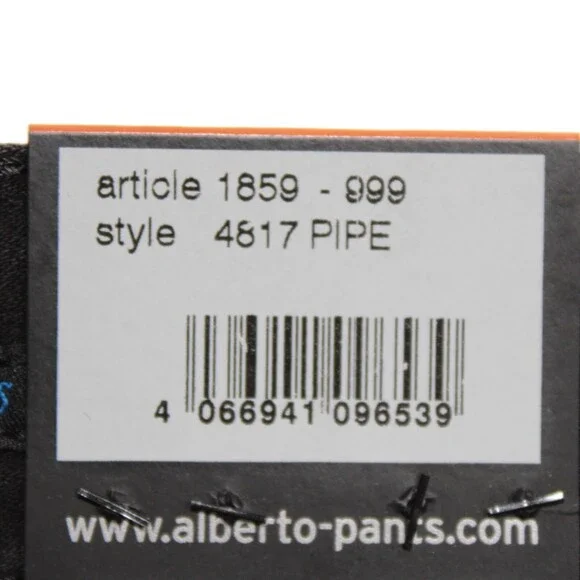 article 1859 - 999
style 4817 PIPE
4 066941 096539
www.alberto-pants.com